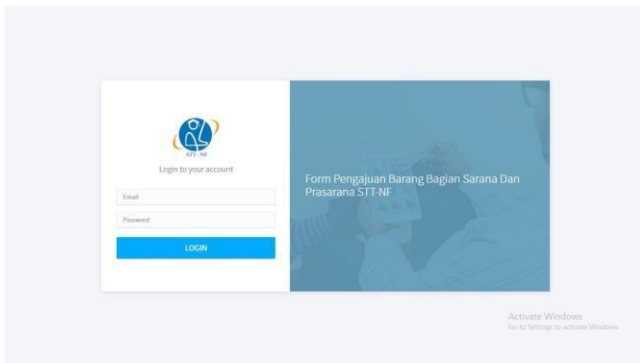 STT-NF
Login to your account
Email
Password
LOGIN
Form Pengajuan Barang Bagian Sarana Dan
Prasarana STT-NF
Activate Windows
Go to Settings to activate Windows.